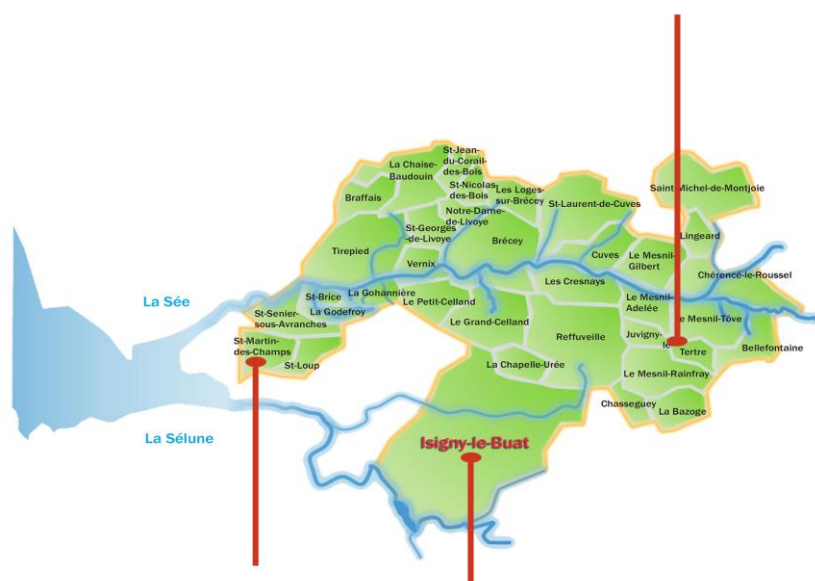 St-Jean-
du-Corail-
des-Bois
La Chaise-
Baudouin
St-Nicolas
des-Bois
Les Loges-
sur-Brécey
Saint-Michel-de-Montjoie
Braffais
St-Laurent-de-Cuves
Notre-Dame-
de-Livoye
St-Georges
-de-Livoye
Lingeard
Tirepied
Brécey
Cuves
Le Mesnil-
Gilbert
Vernix
Chérencé-le-Roussel
Les Cresnays
La Sée
St-Brice
La Gohannière
Le Petit-Celland
Le Mesnil-
Adelée
St-Senier-
sous-Avranches
La Godefroy
Le Grand-Celland
Le Mesnil-Tôve
Reffuveille
Juvigny-le-
Tertre
St-Martin-
des-Champs
Bellefontaine
St-Loup
La Chapelle-Urée
Le Mesnil-Rainfray
Chasseguey
La Bazoge
La Sélune
Isigny-le-Buat